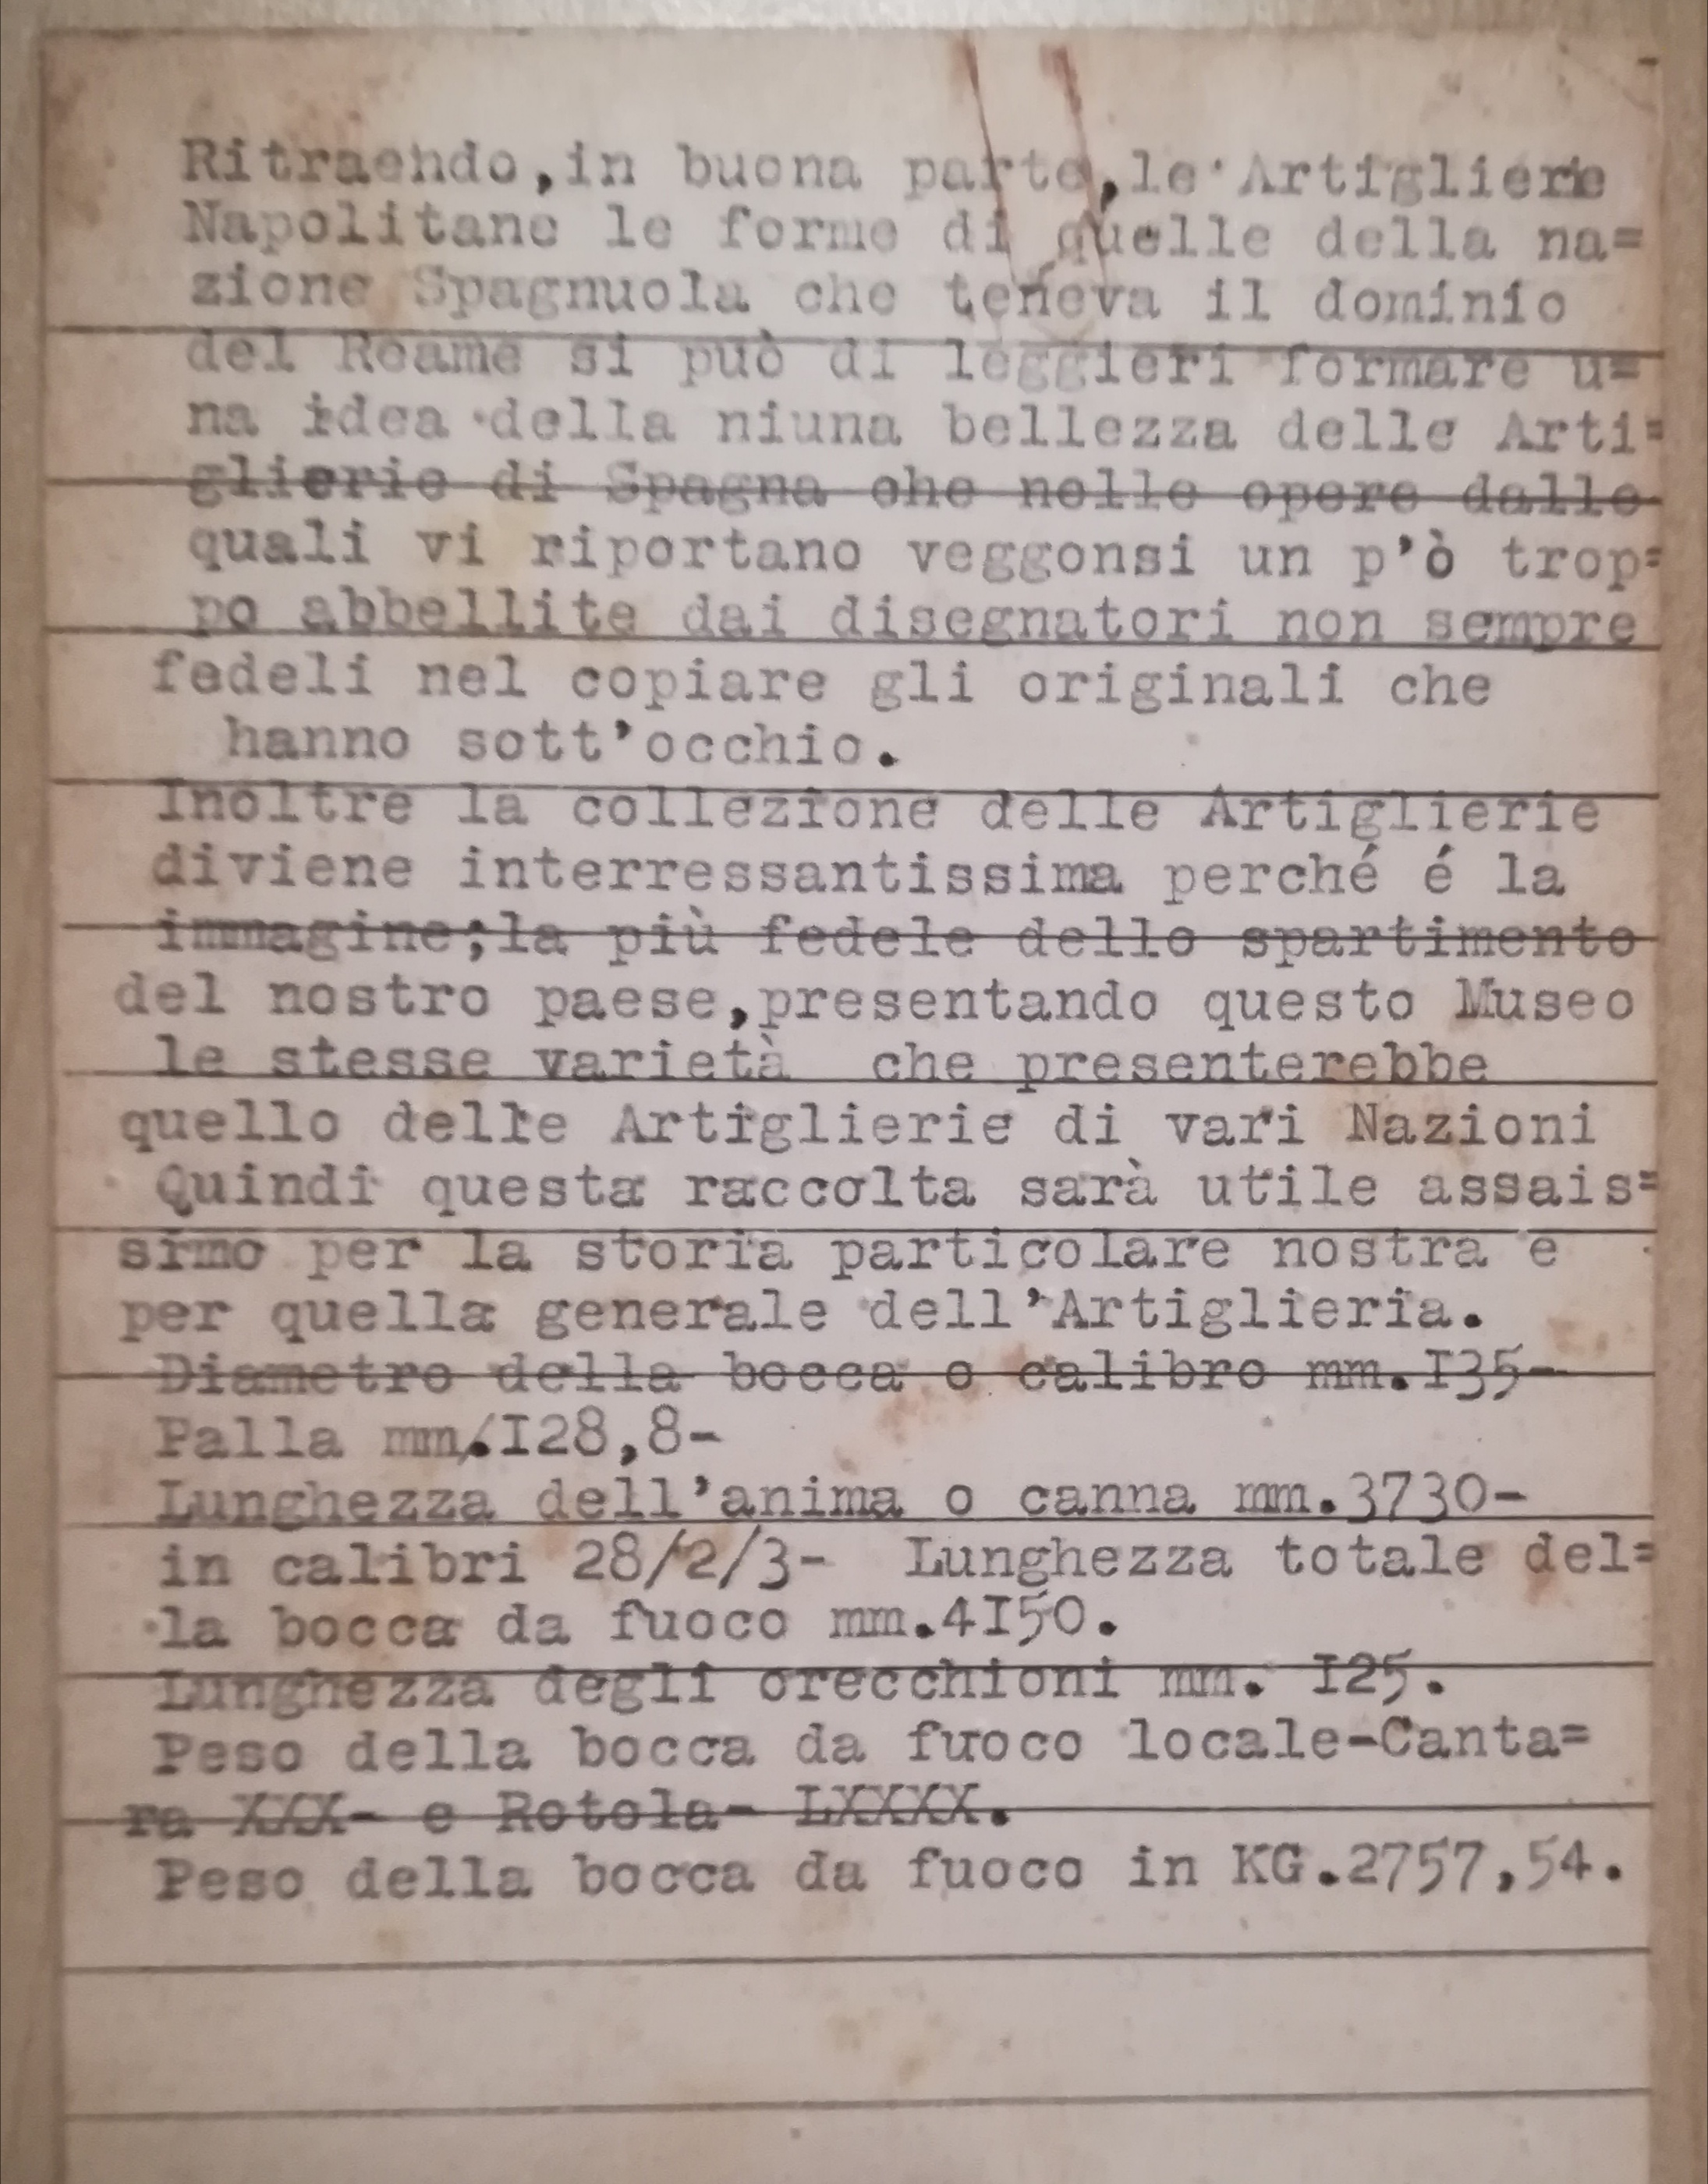 Ritraendo,in buona parte,le Artiglierie
Napolitane le forme di quelle della na=
zione Spagnuola che teneva il dominio
del Reame si può di leggieri formare u=
na idea della niuna bellezza delle Arti=
glierie di Spagna che nelle opere dalle
quali vi riportano veggonsi un p'ò trop=
po abbellite dai disegnatori non sempre
fedeli nel copiare gli originali che
hanno sott'occhio.
Inoltre la collezione delle Artiglierie
diviene interressantissima perché é la
immagine;la più fedele dello spartimento
del nostro paese,presentando questo Museo
le stesse varietà che presenterebbe
quello delle Artiglierie di vari Nazioni
Quindi questa raccolta sarà utile assais=
simo per la storia particolare nostra e
per quella generale dell'Artiglieria.
Diametro della bocca o calibro mm.I35-
Palla mm.I28,8-
Lunghezza dell'anima o canna mm.3730-
in calibri 28/2/3- Lunghezza totale del=
la bocca da fuoco mm.4I50.
Lunghezza degli orecchioni mm. I25.
Peso della bocca da fuoco locale-Canta=
ra XXX- e Rotola- LXXXX.
Peso della bocca da fuoco in KG.2757,54.